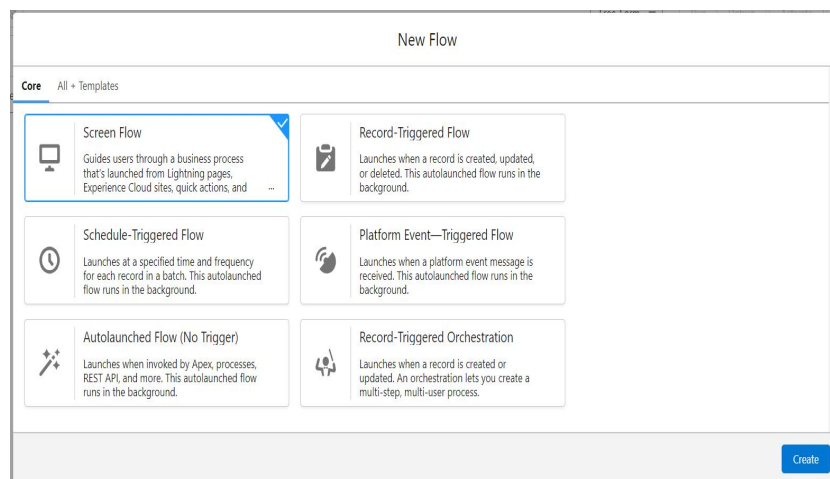 New Flow
Core All + Templates
Screen Flow
Guides users through a business process
that's launched from Lightning pages,
Experience Cloud sites, quick actions, and ...
Record-Triggered Flow
Launches when a record is created, updated,
or deleted. This autolaunched flow runs in the
background.
Schedule-Triggered Flow
Launches at a specified time and frequency
for each record in a batch. This autolaunched
flow runs in the background.
Platform Event—Triggered Flow
Launches when a platform event message is
received. This autolaunched flow runs in the
background.
Autolaunched Flow (No Trigger)
Launches when invoked by Apex, processes,
REST API, and more. This autolaunched flow
runs in the background.
Record-Triggered Orchestration
Launches when a record is created or
updated. An orchestration lets you create a
multi-step, multi-user process.
Create